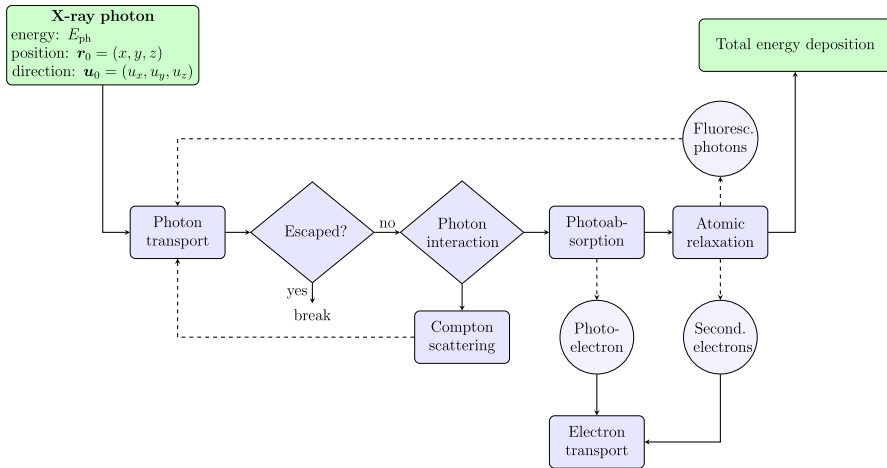 X-ray photon
energy: E_ph
position: r_0 = (x, y, z)
direction: u_0 = (u_x, u_y, u_z)
Total energy deposition
Fluoresc.
photons
Photon
transport
Escaped?
no
Photon
interaction
Photoab-
sorption
Atomic
relaxation
yes
break
Compton
scattering
Photo-
electron
Second.
electrons
Electron
transport